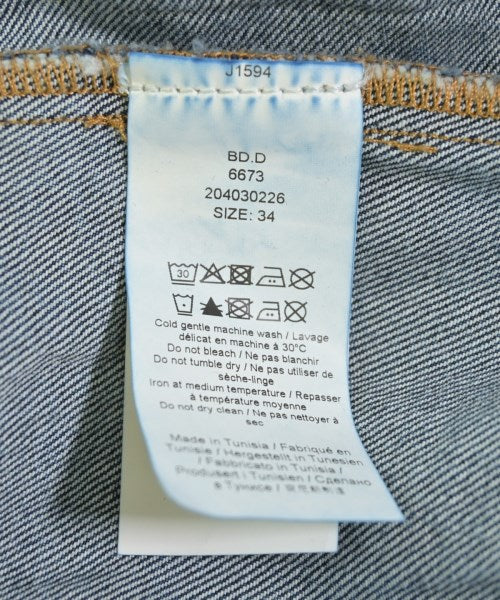 J1594
BD.D
6673
204030226
SIZE: 34
30
Cold gentle machine wash / Lavage
délicat en machine à 30°C
Do not bleach / Ne pas blanchir
Do not tumble dry / Ne pas utiliser de
sèche-linge
Iron at medium temperature / Repasser
à température moyenne
Do not dry clean / Ne pas nettoyer à
sec
Made in Tunisia / Fabriqué en
Tunisie / Hergestellt in Tunesien
/ Fabbricato in Tunisia /
Produsert i Tunisien / Сделано
в Тунисе /